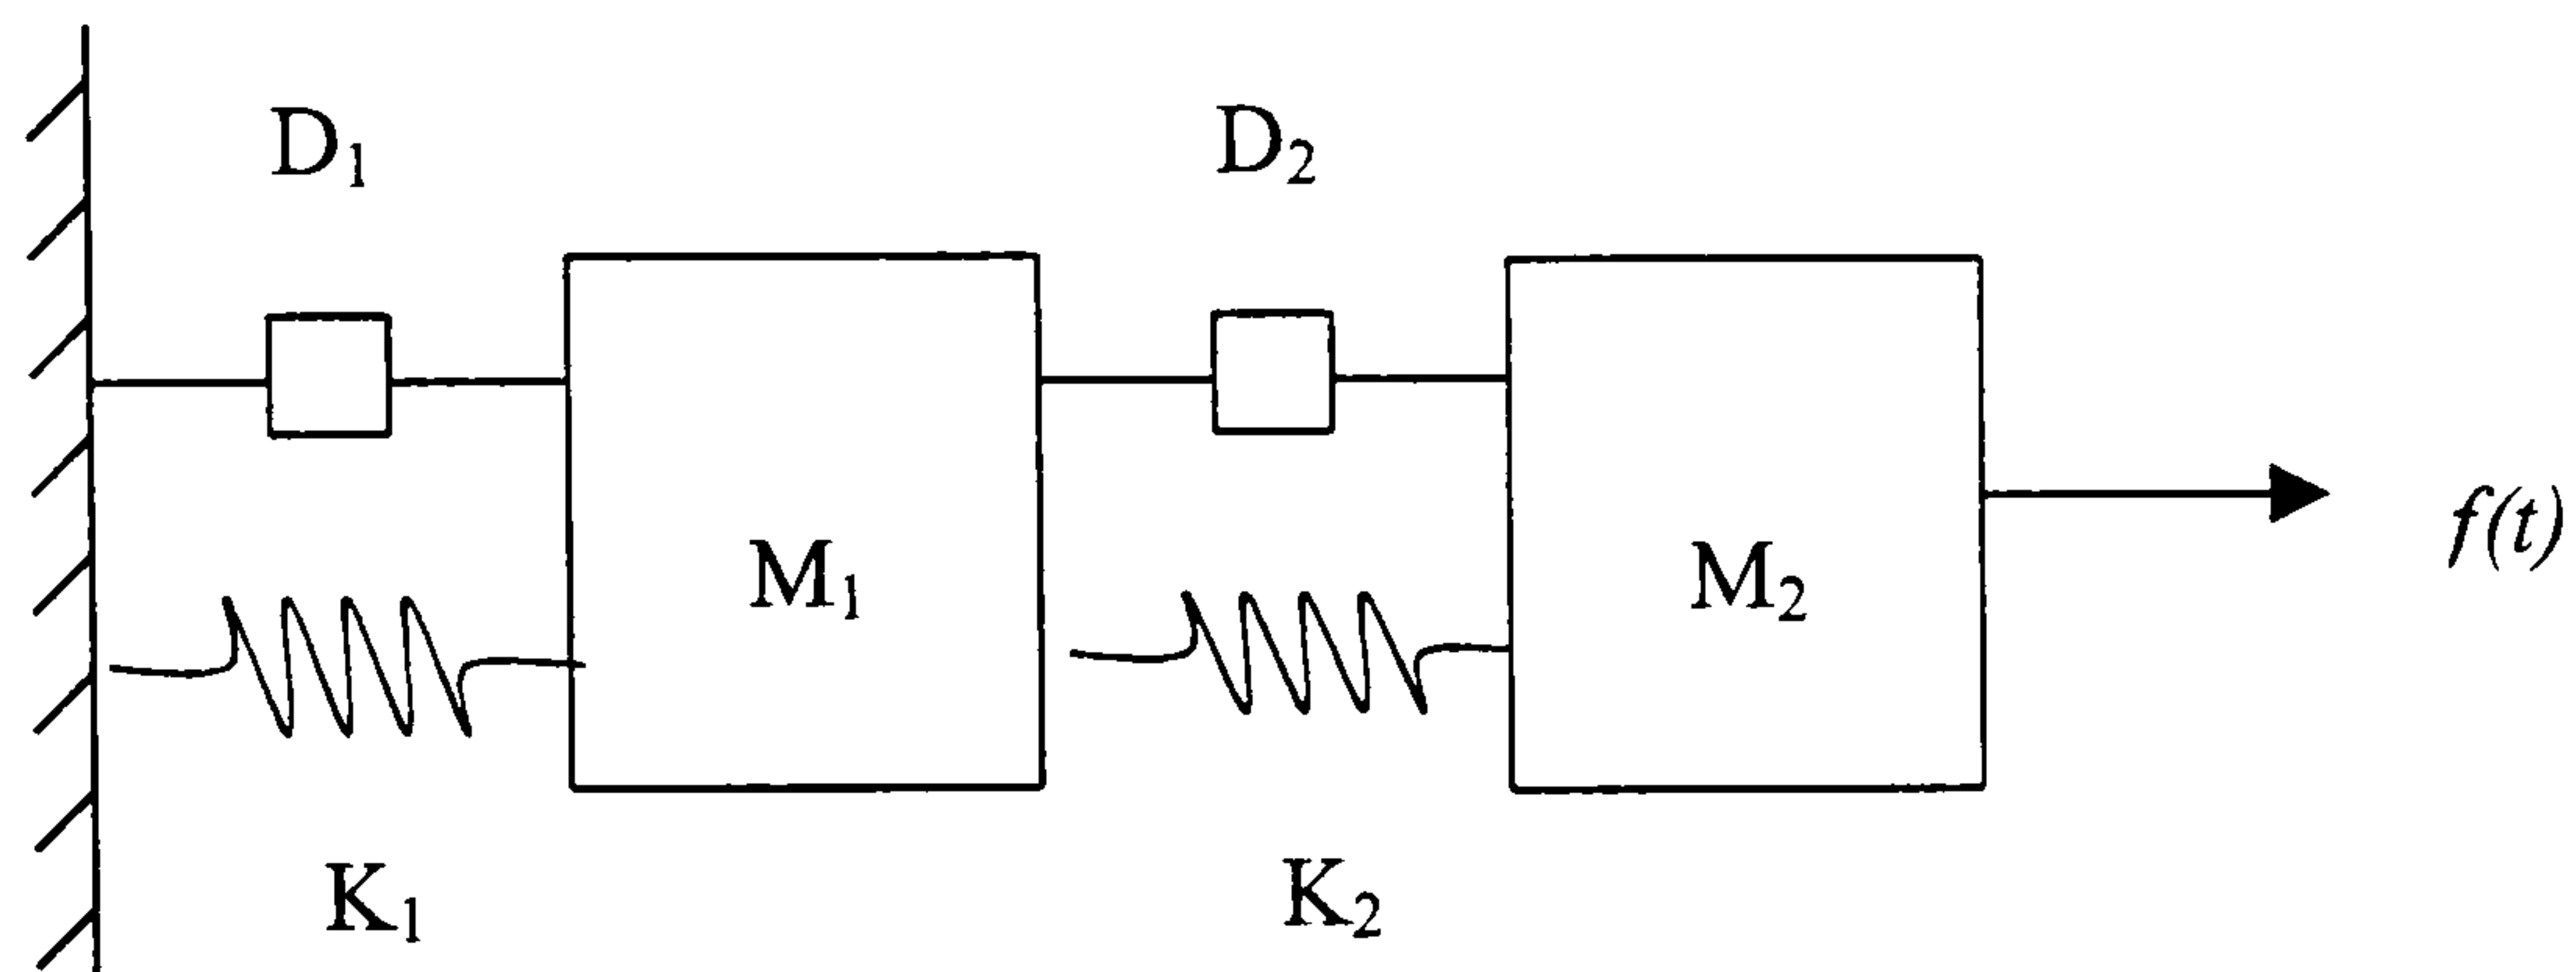 D₁ D₂
M₁ M₂ f(t)
K₁ K₂